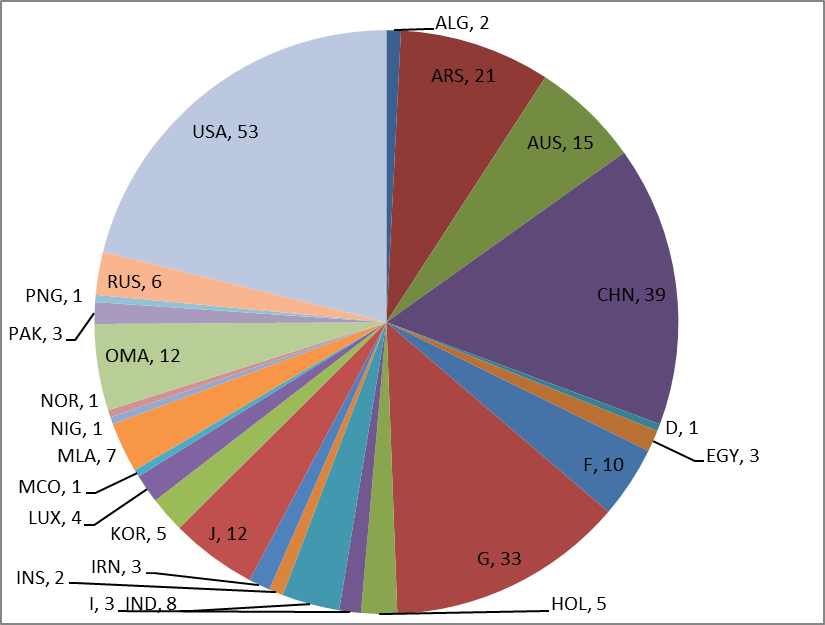 ALG, 2
ARS, 21
AUS, 15
CHN, 39
D, 1
EGY, 3
F, 10
G, 33
HOL, 5
I, 3
IND, 8
INS, 2
IRN, 3
J, 12
KOR, 5
LUX, 4
MCO, 1
MLA, 7
NIG, 1
NOR, 1
OMA, 12
PAK, 3
PNG, 1
RUS, 6
USA, 53